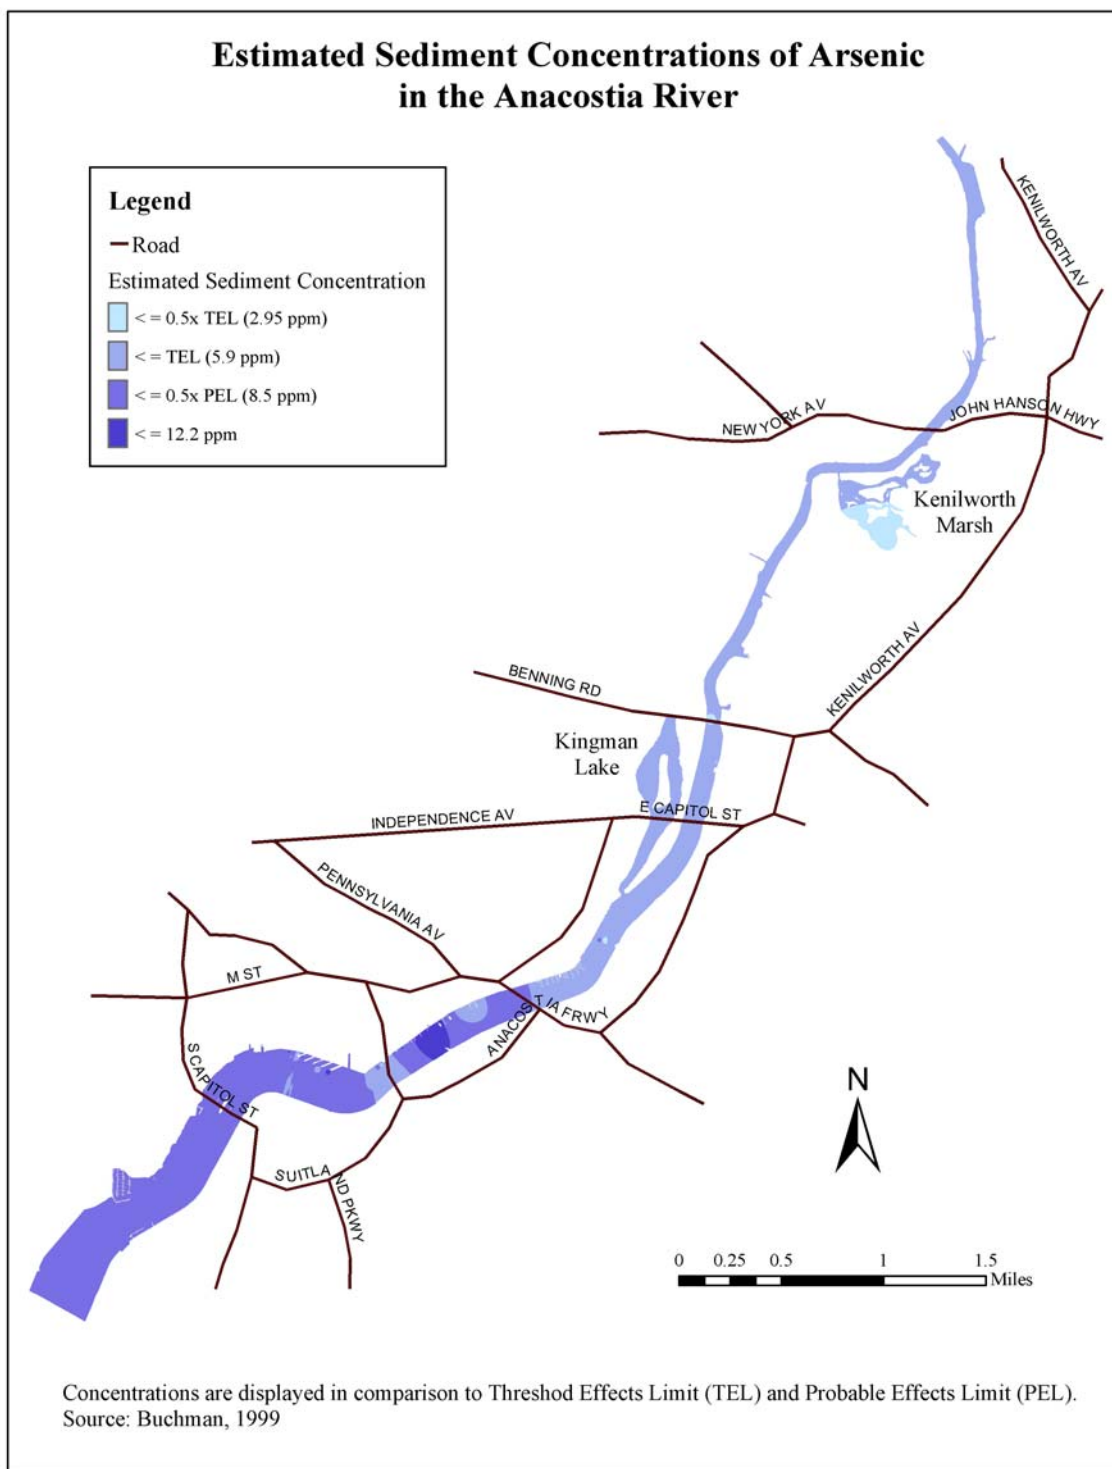 Estimated Sediment Concentrations of Arsenic
in the Anacostia River
Legend
Road
Estimated Sediment Concentration
< = 0.5x TEL (2.95 ppm)
< = TEL (5.9 ppm)
< = 0.5x PEL (8.5 ppm)
< = 12.2 ppm
KENILWORTH AV
NEW YORK AV
JOHN HANSON HWY
Kenilworth
Marsh
KENILWORTH AV
BENNING RD
Kingman
Lake
E CAPITOL ST
INDEPENDENCE AV
PENNSYLVANIA AV
M ST
ANACOSTIA FRWY
S CAPITOL ST
SUITLAND PKWY
N
0 0.25 0.5 1 1.5
Miles
Concentrations are displayed in comparison to Threshod Effects Limit (TEL) and Probable Effects Limit (PEL).
Source: Buchman, 1999